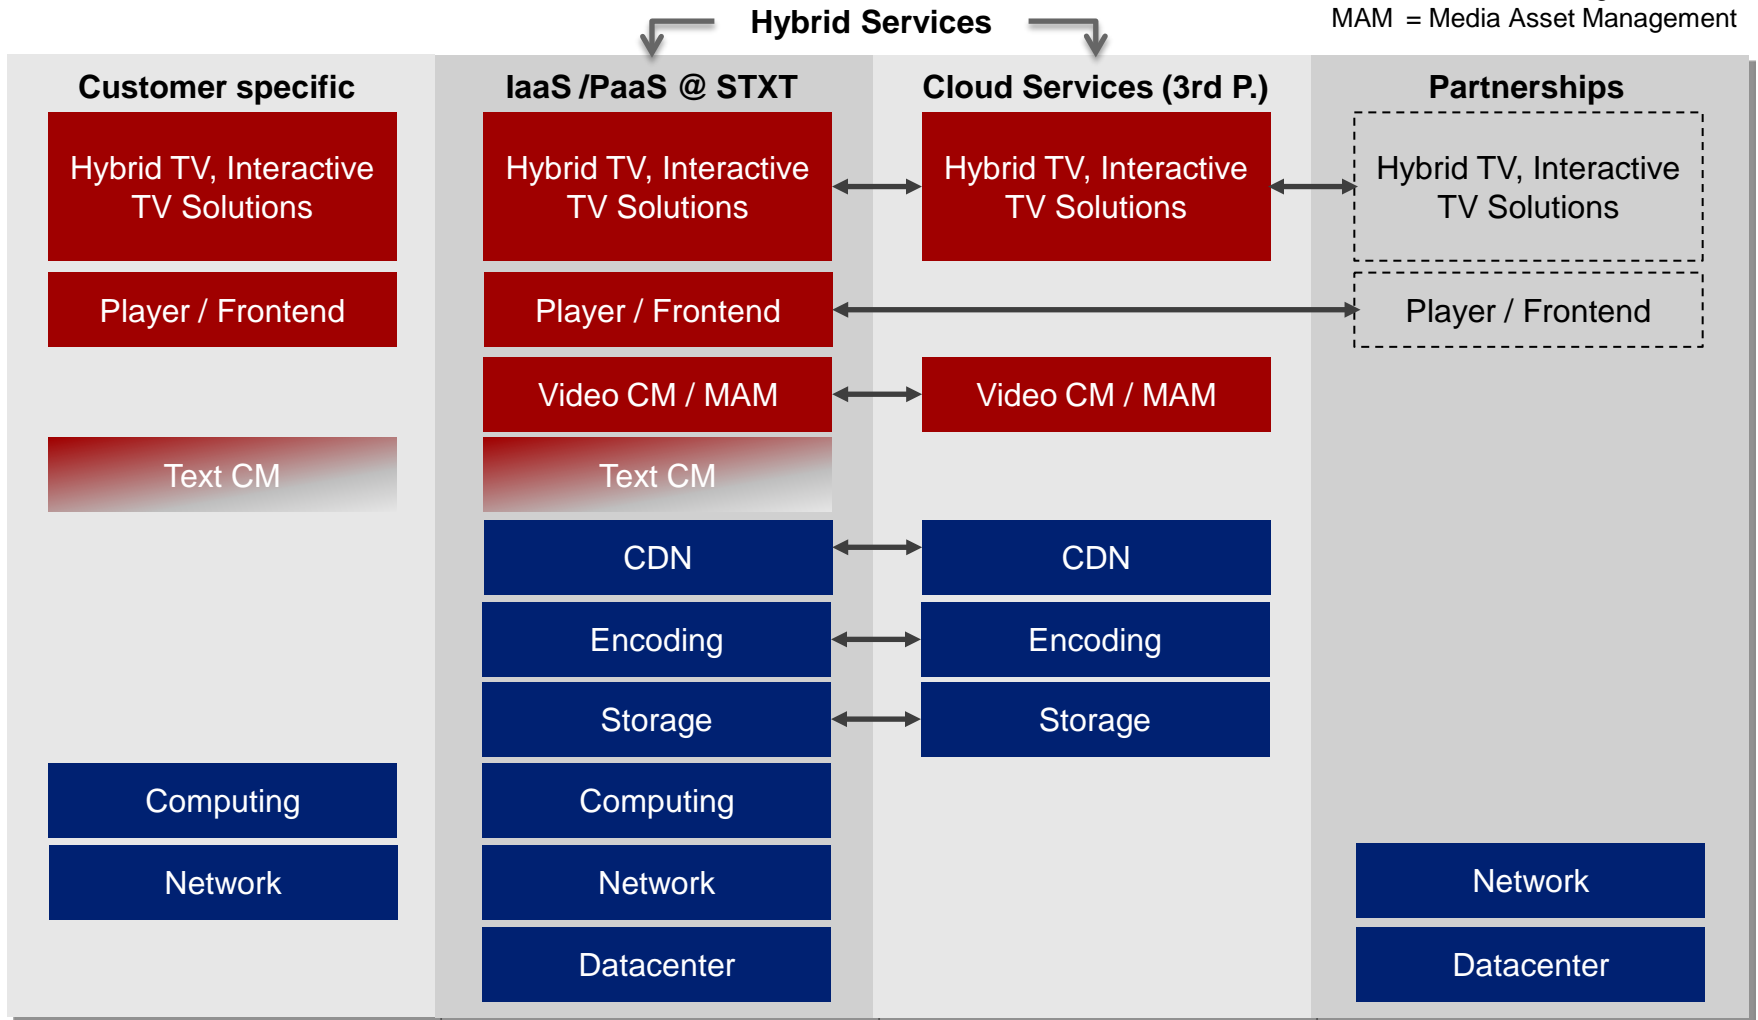 Hybrid Services
MAM = Media Asset Management
Customer specific
IaaS /PaaS @ STXT
Cloud Services (3rd P.)
Partnerships
Hybrid TV, Interactive
TV Solutions
Hybrid TV, Interactive
TV Solutions
Hybrid TV, Interactive
TV Solutions
Hybrid TV, Interactive
TV Solutions
Player / Frontend
Player / Frontend
Player / Frontend
Video CM / MAM
Video CM / MAM
Text CM
Text CM
CDN
CDN
Encoding
Encoding
Storage
Storage
Computing
Computing
Network
Network
Network
Datacenter
Datacenter